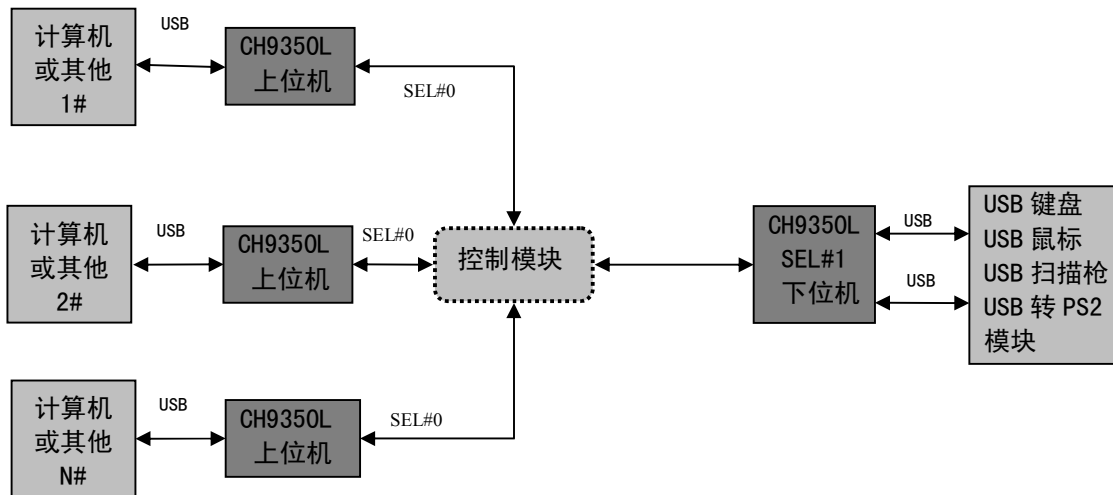 计算机
或其他
1#
USB
CH9350L
上位机
SEL#0
计算机
或其他
2#
USB
CH9350L
上位机
SEL#0
控制模块
CH9350L
SEL#1
下位机
USB
USB
USB 键盘
USB 鼠标
USB 扫描枪
USB 转 PS2
模块
计算机
或其他
N#
USB
CH9350L
上位机
SEL#0